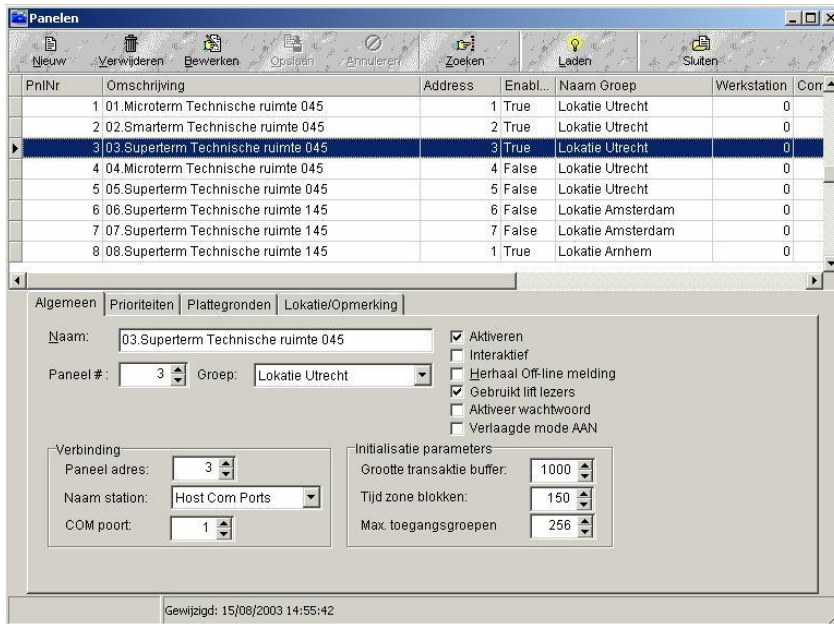 Panelen
Nieuw Verwijderen Bewerken Opslaan Annuleren Zoeken Laden Sluiten
PnlNr Omschrijving Address Enabl... Naam Groep Werkstation Com
1 01.Microterm Technische ruimte 045 1 True Lokatie Utrecht 0
2 02.Smarterm Technische ruimte 045 2 True Lokatie Utrecht 0
3 03.Superterm Technische ruimte 045 3 True Lokatie Utrecht 0
4 04.Microterm Technische ruimte 045 4 False Lokatie Utrecht 0
5 05.Superterm Technische ruimte 045 5 False Lokatie Utrecht 0
6 06.Superterm Technische ruimte 145 6 False Lokatie Amsterdam 0
7 07.Superterm Technische ruimte 145 7 False Lokatie Amsterdam 0
8 08.Superterm Technische ruimte 145 1 True Lokatie Arnhem 0
Algemeen Prioriteiten Plattegronden Lokatie/Opmerking
Naam: 03.Superterm Technische ruimte 045
Paneel #: 3 Groep: Lokatie Utrecht
Aktiveren
Interaktief
Herhaal Off-line melding
Gebruikt lift lezers
Aktiveer wachtwoord
Verlaagde mode AAN
Verbinding
Paneel adres: 3
Naam station: Host Com Ports
COM poort: 1
Initialisatie parameters
Grootte transaktie buffer: 1000
Tijd zone blokken: 150
Max. toegangsgroepen 256
Gewijzigd: 15/08/2003 14:55:42